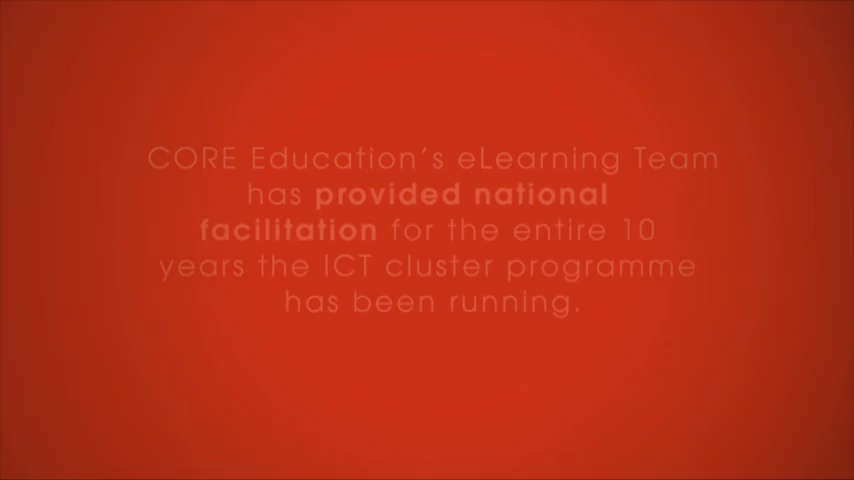 CORE Education's eLearning Team
has provided national
facilitation for the entire 10
years the ICT cluster programme
has been running.